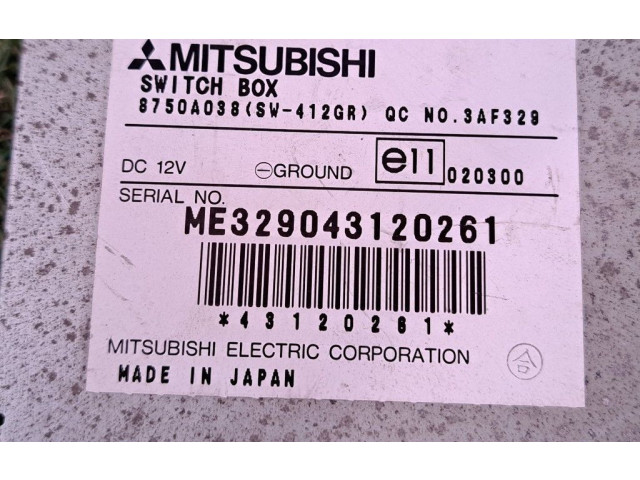 MITSUBISHI
SWITCH BOX
8750A038(SW-412GR) QC NO.3AF329
DC 12V ⊖GROUND e11 020300
SERIAL NO.
ME329043120261
*43120261*
MITSUBISHI ELECTRIC CORPORATION 合
MADE IN JAPAN